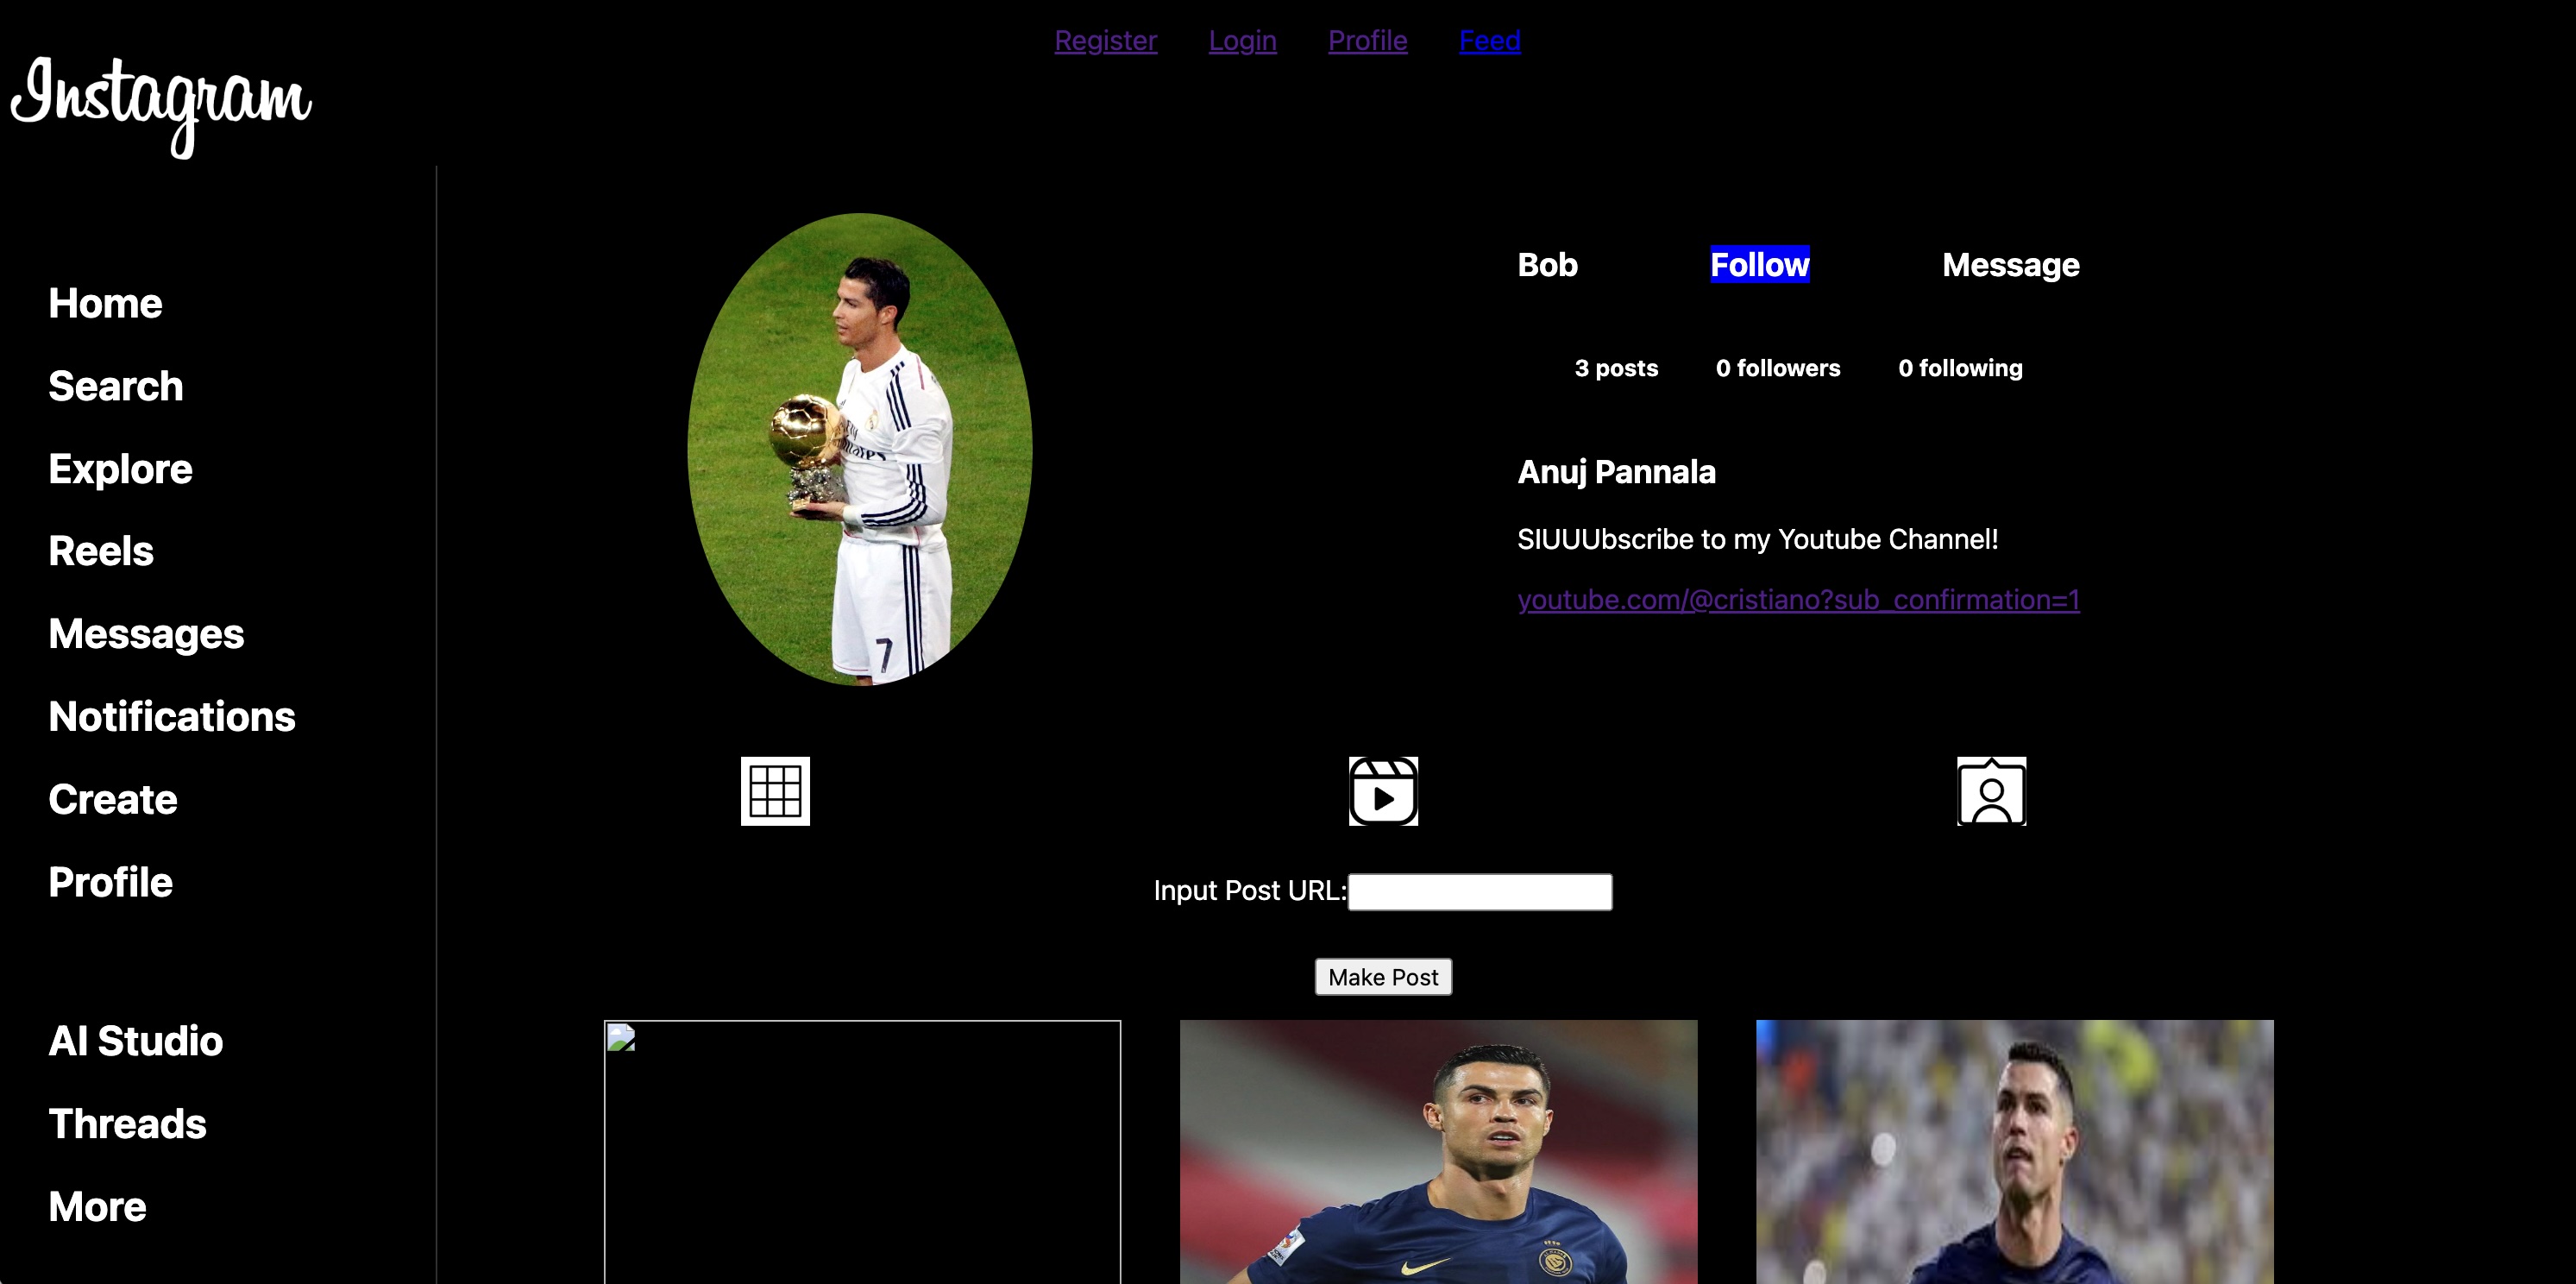 Register Login Profile Feed
Instagram
Home
Search
Explore
Reels
Messages
Notifications
Create
Profile
AI Studio
Threads
More
Bob Follow Message
3 posts 0 followers 0 following
Anuj Pannala
SIUUUbscribe to my Youtube Channel!
youtube.com/@cristiano?sub_confirmation=1
7
Input Post URL:
Make Post